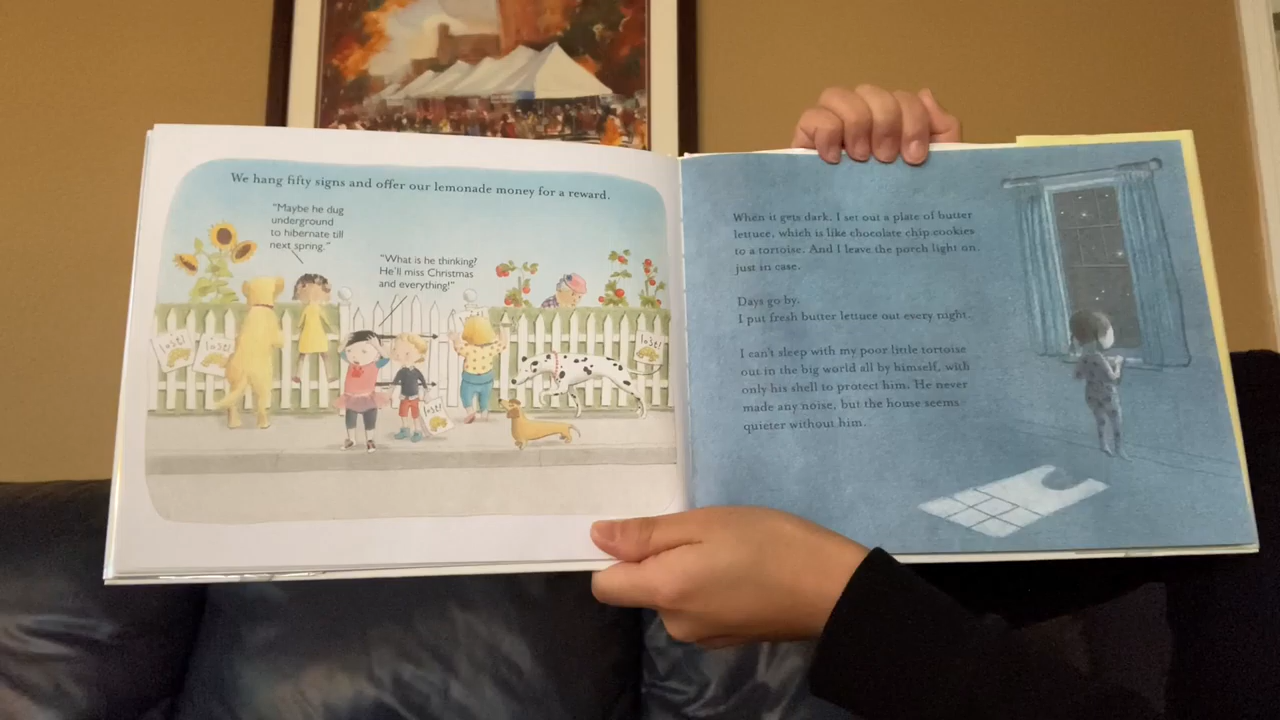 We hang fifty signs and offer our lemonade money for a reward.
"Maybe he dug
underground
to hibernate till
next spring."
"What is he thinking?
He'll miss Christmas
and everything!"
lost!
lost!
lost!
lost!
When it gets dark, I set out a plate of butter
lettuce, which is like chocolate chip cookies
to a tortoise. And I leave the porch light on,
just in case.
Days go by.
I put fresh butter lettuce out every night.
I can't sleep with my poor little tortoise
out in the big world all by himself, with
only his shell to protect him. He never
made any noise, but the house seems
quieter without him.